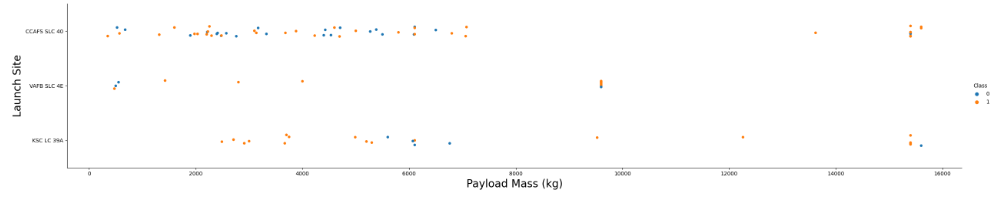 CCAFS SLC 40
VAFB SLC 4E
KSC LC 39A
Launch Site
0 2000 4000 6000 8000 10000 12000 14000 16000
Payload Mass (kg)
Class
0
1